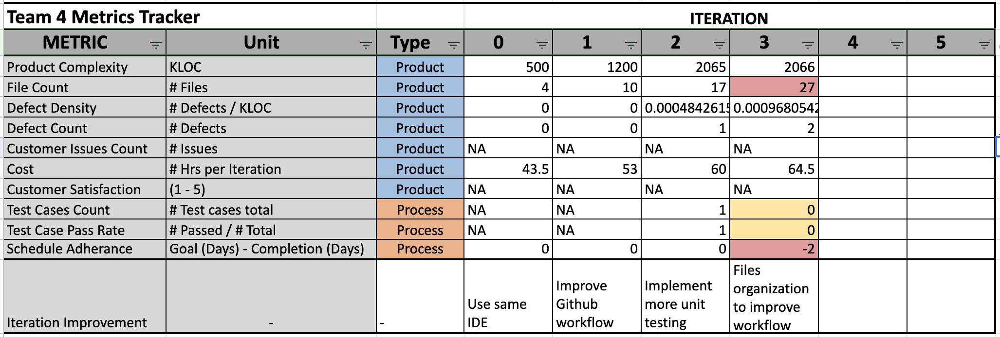 Team 4 Metrics Tracker ITERATION
METRIC Unit Type 0 1 2 3 4 5
Product Complexity KLOC Product 500 1200 2065 2066
File Count # Files Product 4 10 17 27
Defect Density # Defects / KLOC Product 0 0 0.0004842615 0.0009680542
Defect Count # Defects Product 0 0 1 2
Customer Issues Count # Issues Product NA NA NA NA
Cost # Hrs per Iteration Product 43.5 53 60 64.5
Customer Satisfaction (1 - 5) Product NA NA NA NA
Test Cases Count # Test cases total Process NA NA 1 0
Test Case Pass Rate # Passed / # Total Process NA NA 1 0
Schedule Adherance Goal (Days) - Completion (Days) Process 0 0 0 -2
Iteration Improvement - -
Use same
IDE
Improve
Github
workflow
Implement
more unit
testing
Files
organization
to improve
workflow